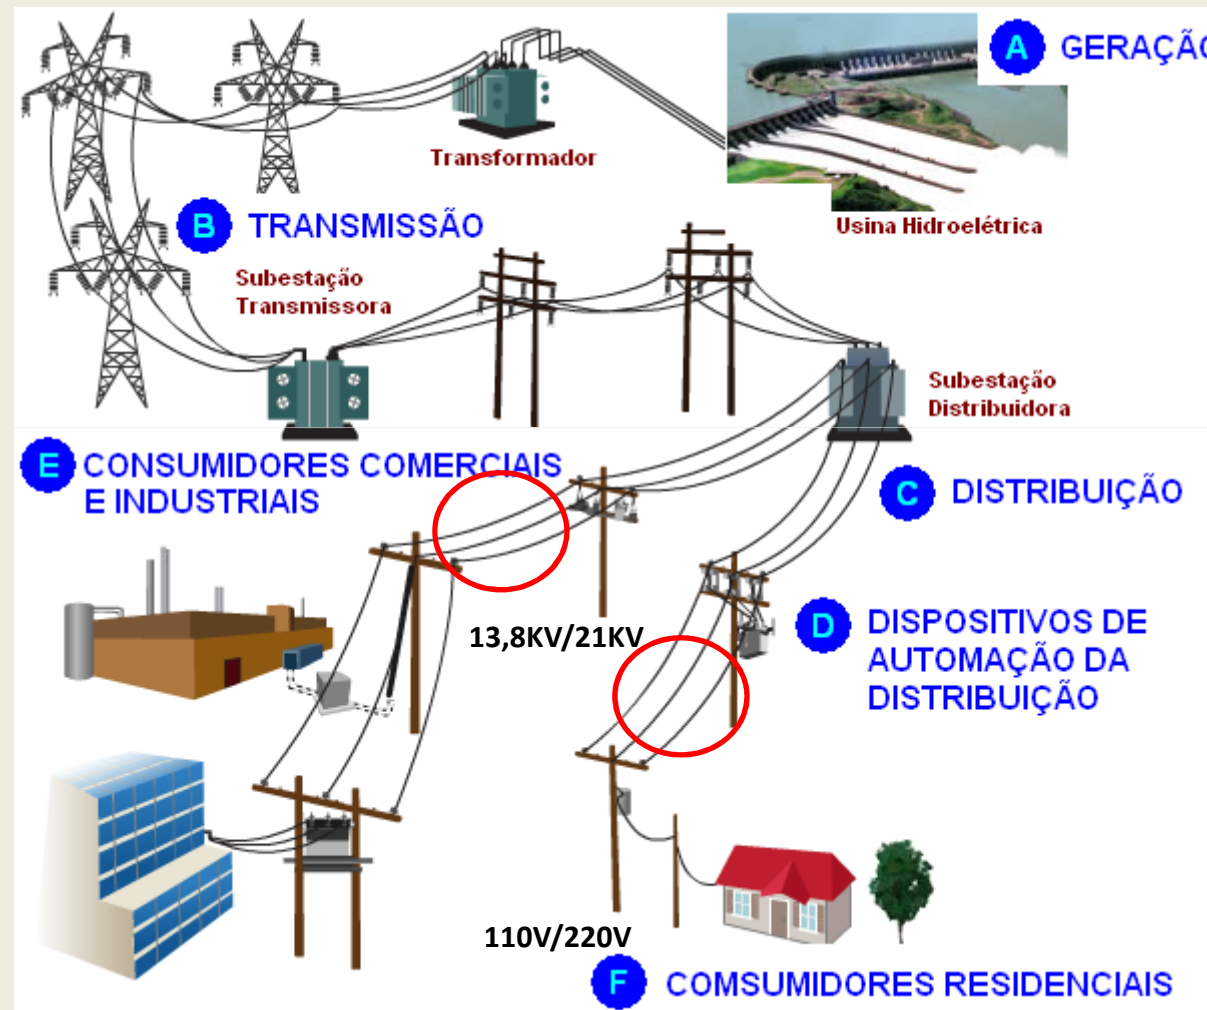 A GERAÇÃO
Transformador
Usina Hidroelétrica
B TRANSMISSÃO
Subestação
Transmissora
Subestação
Distribuidora
E CONSUMIDORES COMERCIAIS
E INDUSTRIAIS
C DISTRIBUIÇÃO
13,8KV/21KV
D DISPOSITIVOS DE
AUTOMAÇÃO DA
DISTRIBUIÇÃO
110V/220V
F COMSUMIDORES RESIDENCIAIS